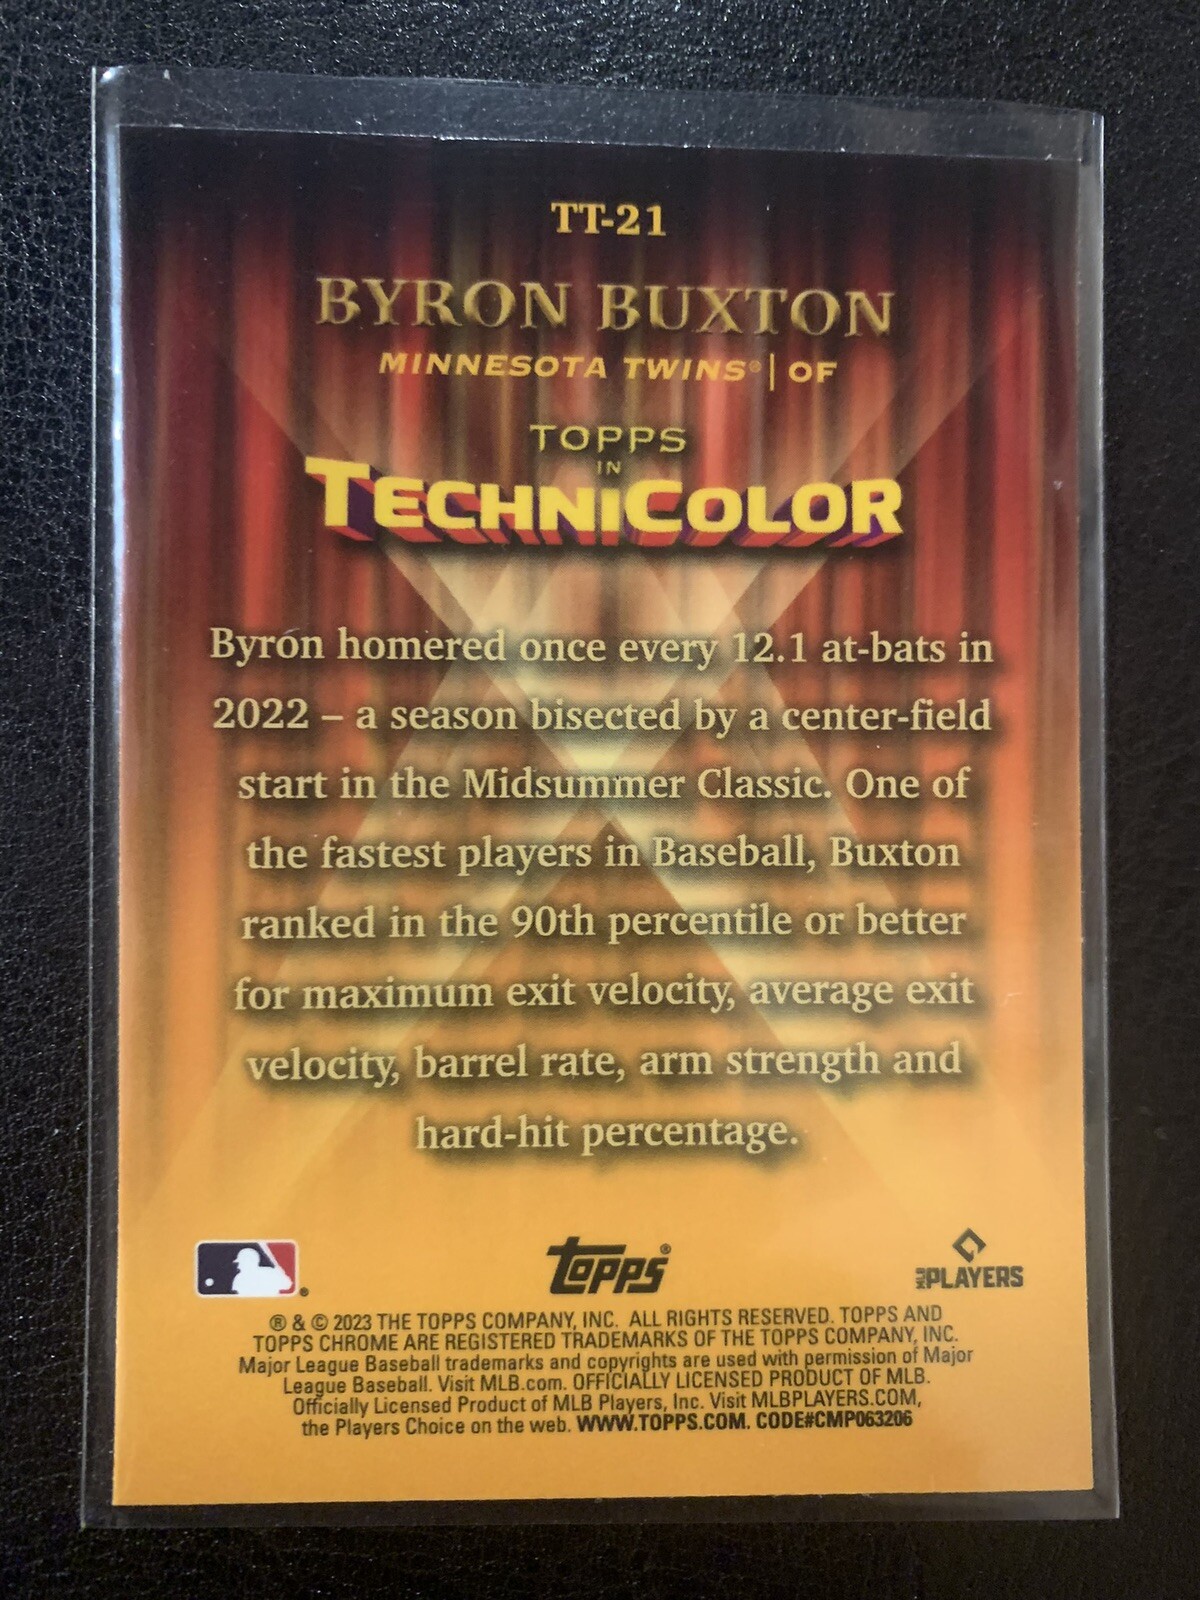 TT-21
BYRON BUXTON
MINNESOTA TWINS® | OF
TOPPS
IN
TECHNICOLOR
Byron homered once every 12.1 at-bats in
2022 – a season bisected by a center-field
start in the Midsummer Classic. One of
the fastest players in Baseball, Buxton
ranked in the 90th percentile or better
for maximum exit velocity, average exit
velocity, barrel rate, arm strength and
hard-hit percentage.
topps®
MLB PLAYERS
® & © 2023 THE TOPPS COMPANY, INC. ALL RIGHTS RESERVED. TOPPS AND
TOPPS CHROME ARE REGISTERED TRADEMARKS OF THE TOPPS COMPANY, INC.
Major League Baseball trademarks and copyrights are used with permission of Major
League Baseball. Visit MLB.com. OFFICIALLY LICENSED PRODUCT OF MLB.
Officially Licensed Product of MLB Players, Inc. Visit MLBPLAYERS.COM,
the Players Choice on the web. WWW.TOPPS.COM. CODE#CMP063206